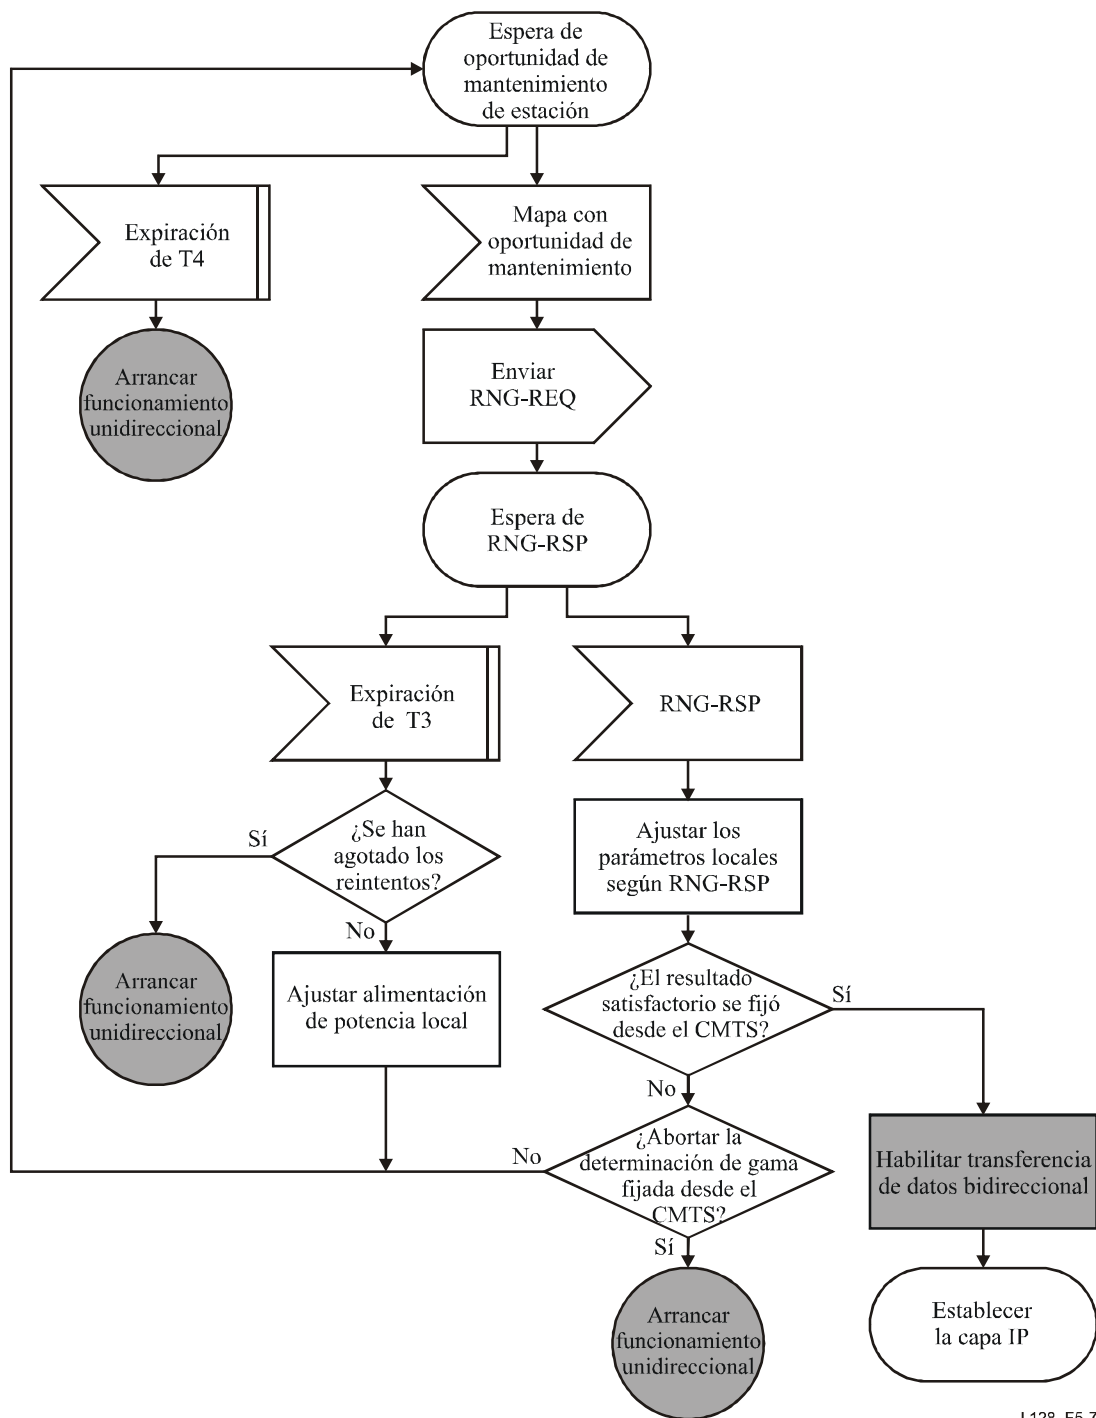 Espera de
oportunidad de
mantenimiento
de estación
Expiración
de T4
Mapa con
oportunidad de
mantenimiento
Arrancar
funcionamiento
unidireccional
Enviar
RNG-REQ
Espera de
RNG-RSP
Expiración
de T3
RNG-RSP
Sí
¿Se han
agotado los
reintentos?
Ajustar los
parámetros locales
según RNG-RSP
No
Arrancar
funcionamiento
unidireccional
Ajustar alimentación
de potencia local
¿El resultado
satisfactorio se fijó
desde el CMTS?
Sí
No
No
¿Abortar la
determinación de gama
fijada desde el
CMTS?
Habilitar transferencia
de datos bidireccional
Sí
Arrancar
funcionamiento
unidireccional
Establecer
la capa IP